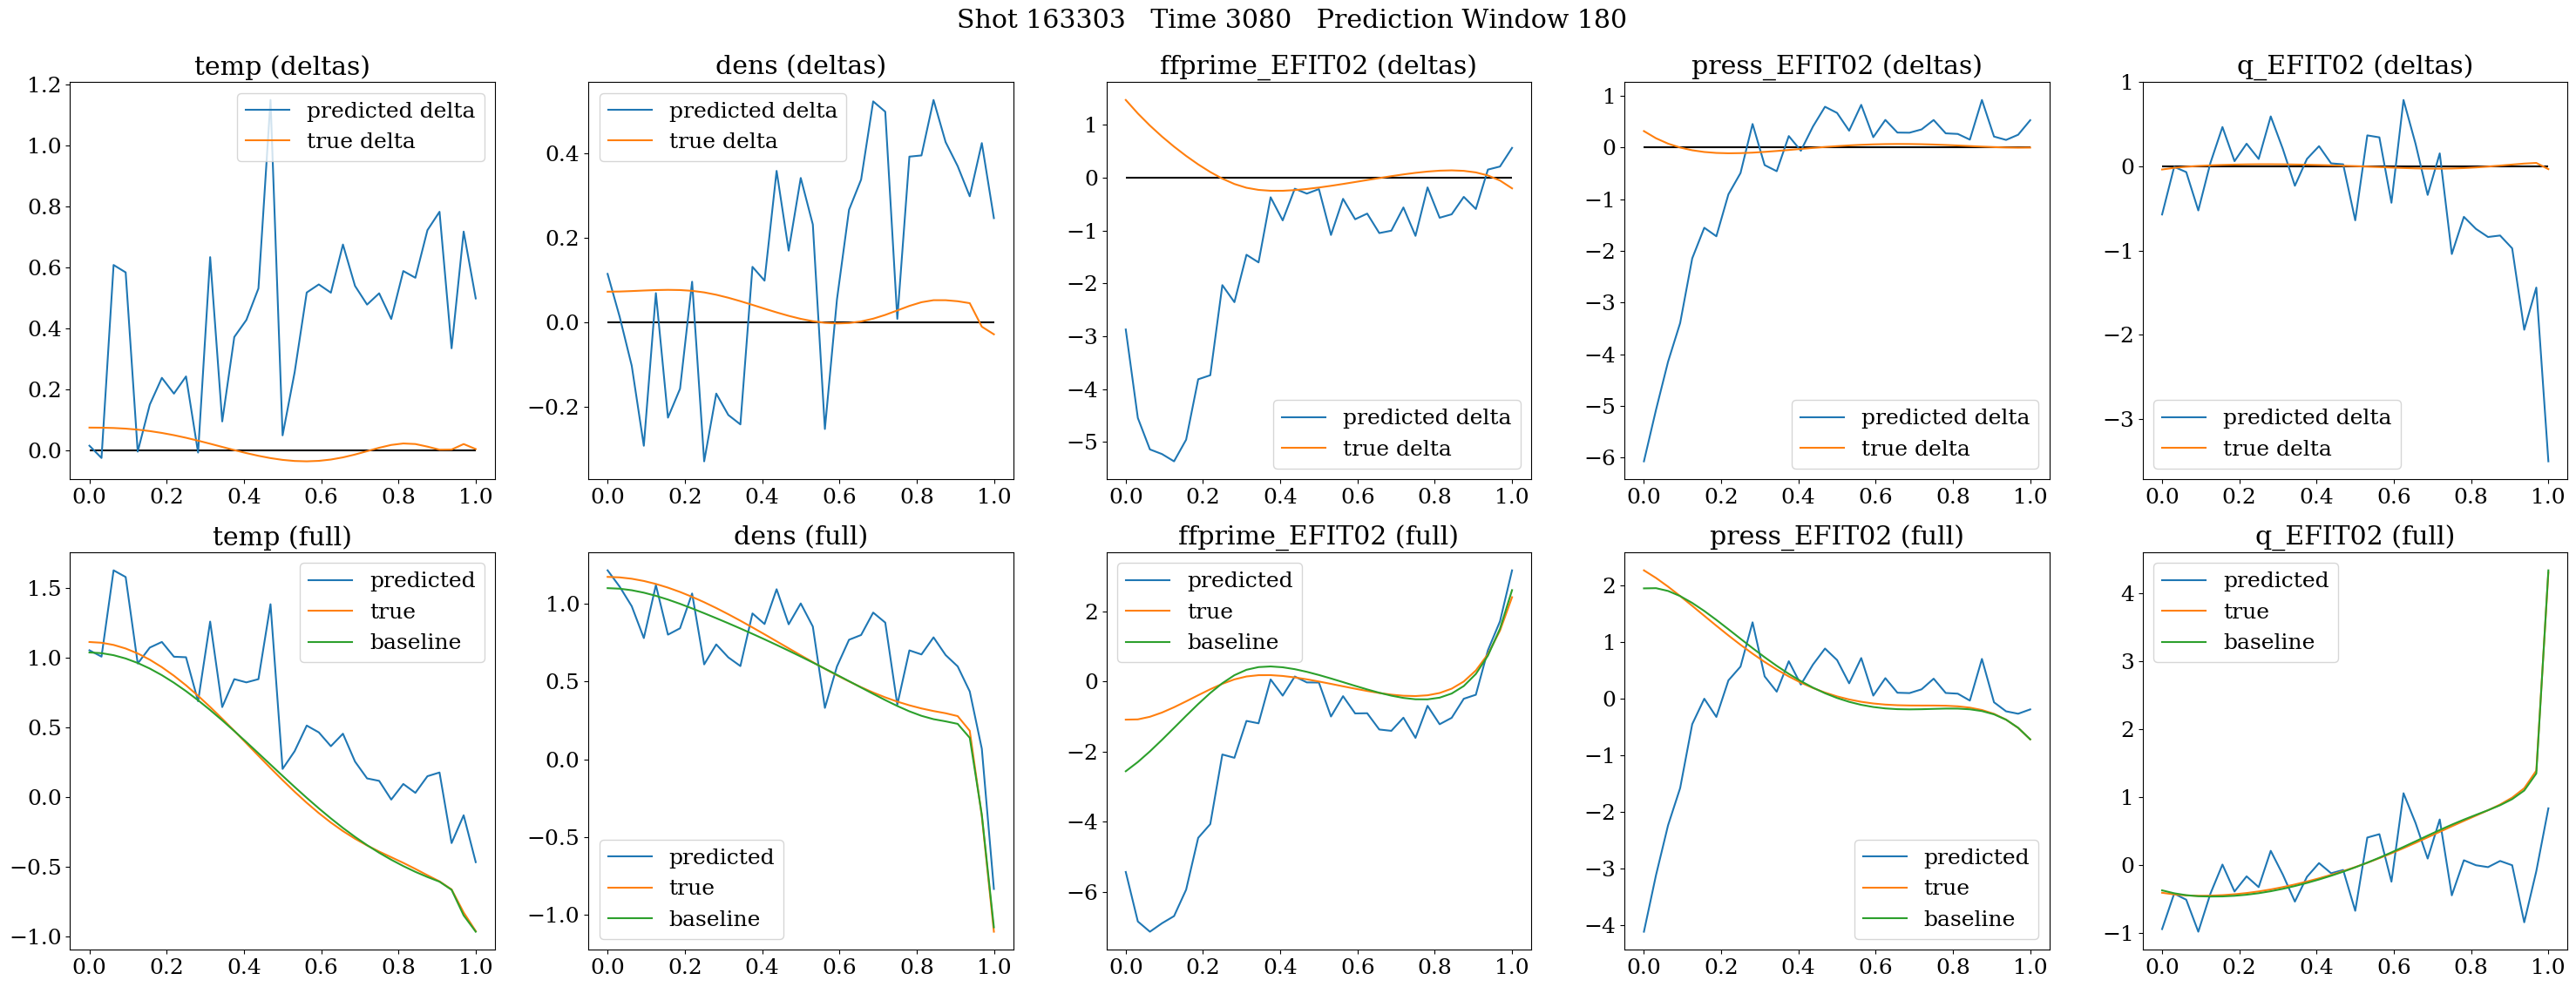 Shot 163303   Time 3080   Prediction Window 180
temp (deltas)
1.2
1.0
0.8
0.6
0.4
0.2
0.0
predicted delta
true delta
0.0 0.2 0.4 0.6 0.8 1.0
dens (deltas)
0.4
0.2
0.0
−0.2
predicted delta
true delta
0.0 0.2 0.4 0.6 0.8 1.0
ffprime_EFIT02 (deltas)
1
0
−1
−2
−3
−4
−5
predicted delta
true delta
0.0 0.2 0.4 0.6 0.8 1.0
press_EFIT02 (deltas)
1
0
−1
−2
−3
−4
−5
−6
predicted delta
true delta
0.0 0.2 0.4 0.6 0.8 1.0
q_EFIT02 (deltas)
1
0
−1
−2
−3
predicted delta
true delta
0.0 0.2 0.4 0.6 0.8 1.0
temp (full)
1.5
1.0
0.5
0.0
−0.5
−1.0
predicted
true
baseline
0.0 0.2 0.4 0.6 0.8 1.0
dens (full)
1.0
0.5
0.0
−0.5
−1.0
predicted
true
baseline
0.0 0.2 0.4 0.6 0.8 1.0
ffprime_EFIT02 (full)
2
0
−2
−4
−6
predicted
true
baseline
0.0 0.2 0.4 0.6 0.8 1.0
press_EFIT02 (full)
2
1
0
−1
−2
−3
−4
predicted
true
baseline
0.0 0.2 0.4 0.6 0.8 1.0
q_EFIT02 (full)
4
3
2
1
0
−1
predicted
true
baseline
0.0 0.2 0.4 0.6 0.8 1.0